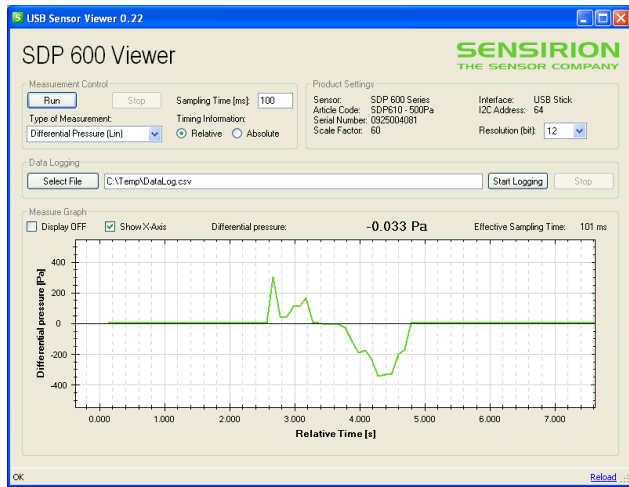 USB Sensor Viewer 0.22
SDP 600 Viewer
SENSIRION
THE SENSOR COMPANY
Measurement Control
Run Stop Sampling Time [ms]: 100
Type of Measurement: Timing Information:
Differential Pressure (Lin) Relative Absolute
Product Settings
Sensor: SDP 600 Series Interface: USB Stick
Article Code: SDP610 - 500Pa I2C Address: 64
Serial Number: 0925004081
Scale Factor: 60 Resolution (bit): 12
Data Logging
Select File C:\Temp\DataLog.csv Start Logging Stop
Measure Graph
Display OFF Show X-Axis Differential pressure: -0.033 Pa Effective Sampling Time: 101 ms
Differential pressure [Pa]
400
200
0
-200
-400
0.000 1.000 2.000 3.000 4.000 5.000 6.000 7.000
Relative Time [s]
OK Reload